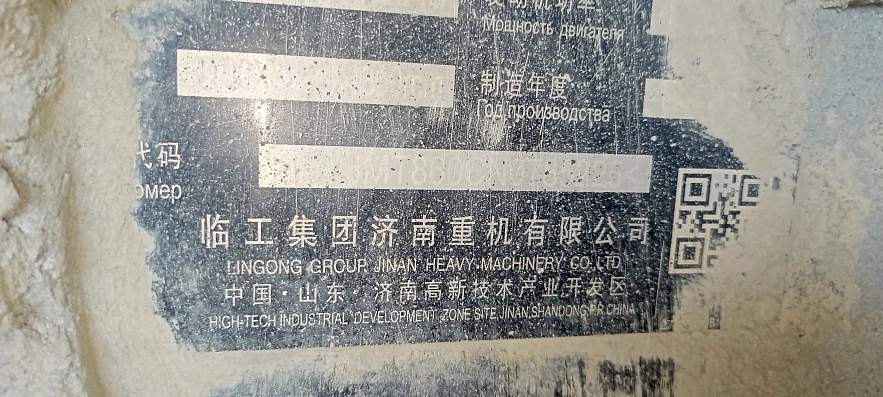 Мощность двигателя
制造年度
Год производства
代码
омер
临工集团济南重机有限公司
LINGONG GROUP JINAN HEAVY MACHINERY CO.LTD
中国·山东 济南高新技术产业开发区
HIGH-TECH INDUSTRIAL DEVELOPMENT ZONE SITE JINAN SHANDONG P.R.CHINA